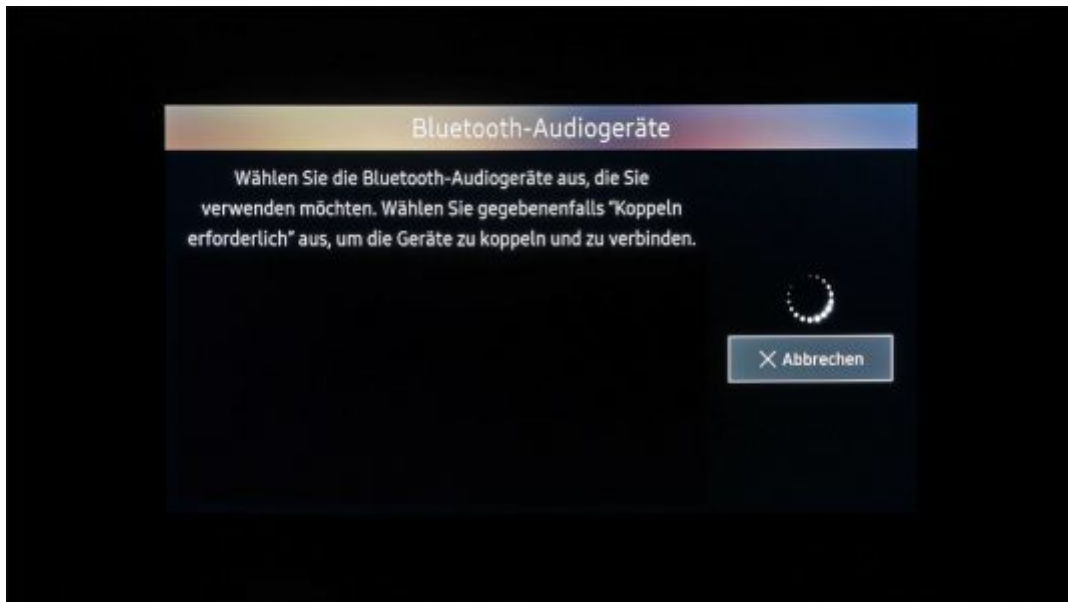 Bluetooth-Audiogeräte
Wählen Sie die Bluetooth-Audiogeräte aus, die Sie
verwenden möchten. Wählen Sie gegebenenfalls "Koppeln
erforderlich" aus, um die Geräte zu koppeln und zu verbinden.
Abbrechen